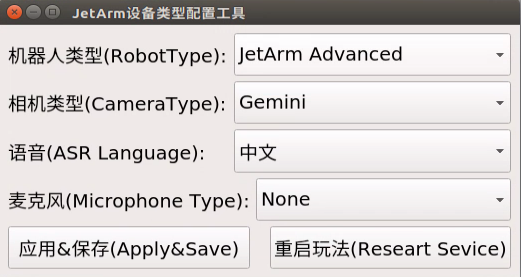 JetArm设备类型配置工具
机器人类型(RobotType): JetArm Advanced
相机类型(CameraType): Gemini
语音(ASR Language): 中文
麦克风(Microphone Type): None
应用&保存(Apply&Save) 重启玩法(Researt Sevice)